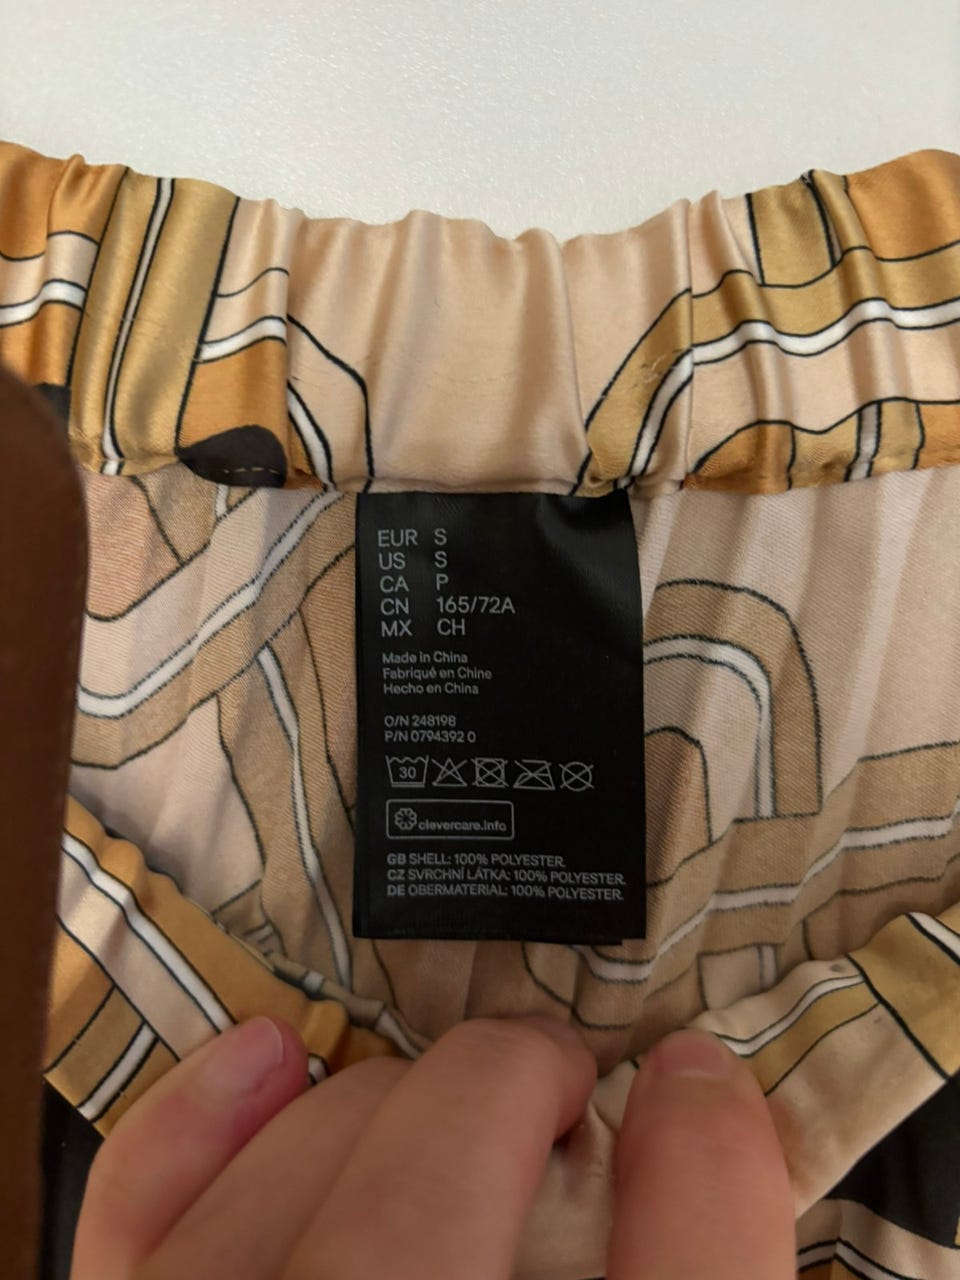 EUR S
US S
CA P
CN 165/72A
MX CH
Made in China
Fabriqué en Chine
Hecho en China
O/N 248198
P/N 0794392 0
30
clevercare.info
GB SHELL: 100% POLYESTER.
CZ SVRCHNÍ LÁTKA: 100% POLYESTER.
DE OBERMATERIAL: 100% POLYESTER.